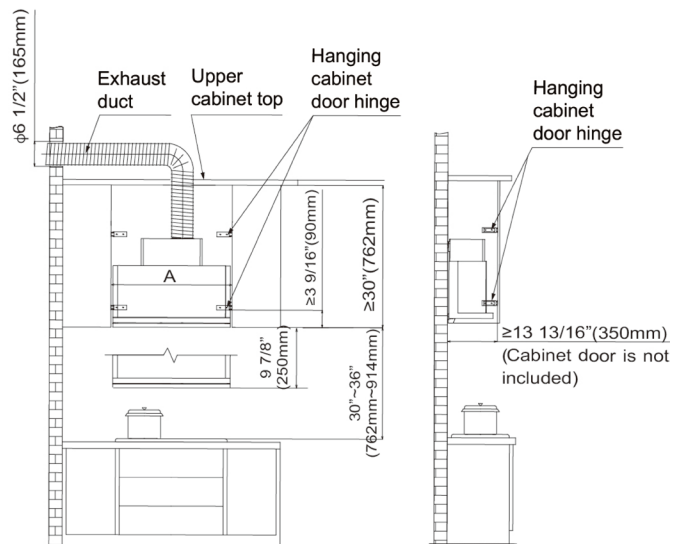 φ6 1/2"(165mm)
Exhaust
duct
Upper
cabinet top
Hanging
cabinet
door hinge
Hanging
cabinet
door hinge
A
≥3 9/16"(90mm)
≥30"(762mm)
9 7/8"
(250mm)
30"~36"
(762mm~914mm)
≥13 13/16"(350mm)
(Cabinet door is not
included)